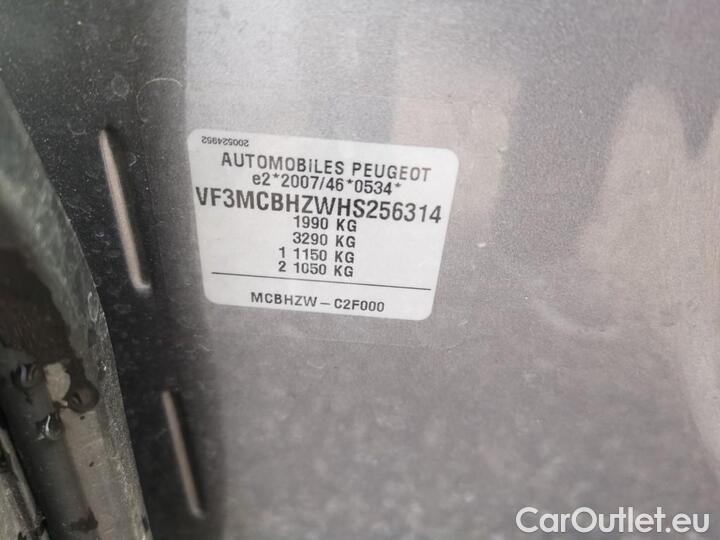 200524952
AUTOMOBILES PEUGEOT
e2*2007/46*0534*
VF3MCBHZWHS256314
1990 KG
3290 KG
1 1150 KG
2 1050 KG
MCBHZW – C2F000
CarOutlet.eu